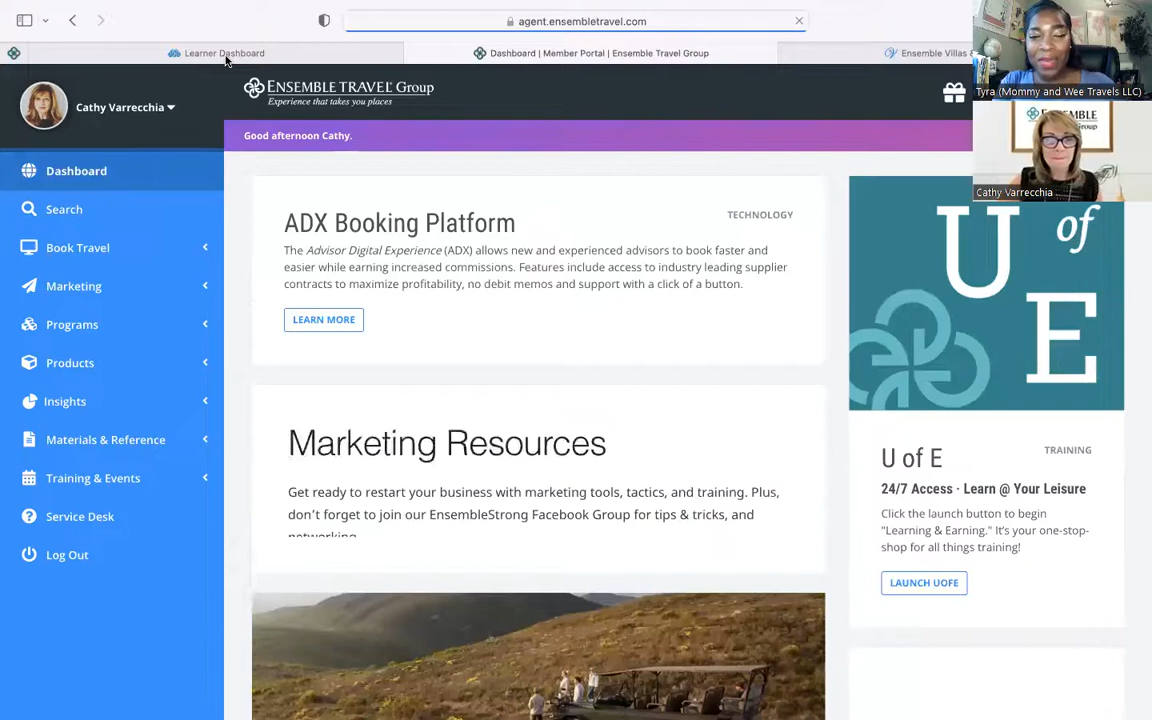 agent.ensembletravel.com
Learner Dashboard
Dashboard | Member Portal | Ensemble Travel Group
Ensemble Villas &
Tyra (Mommy and Wee Travels LLC)
Cathy Varrecchia
ENSEMBLE TRAVEL Group
Experience that takes you places
Good afternoon Cathy.
Cathy Varrecchia
Dashboard
Search
Book Travel
Marketing
Programs
Products
Insights
Materials & Reference
Training & Events
Service Desk
Log Out
ADX Booking Platform
TECHNOLOGY
The Advisor Digital Experience (ADX) allows new and experienced advisors to book faster and
easier while earning increased commissions. Features include access to industry leading supplier
contracts to maximize profitability, no debit memos and support with a click of a button.
LEARN MORE
Marketing Resources
Get ready to restart your business with marketing tools, tactics, and training. Plus,
don't forget to join our EnsembleStrong Facebook Group for tips & tricks, and
networking
U of E
U of E
TRAINING
24/7 Access · Learn @ Your Leisure
Click the launch button to begin
"Learning & Earning." It's your one-stop-
shop for all things training!
LAUNCH UOFE